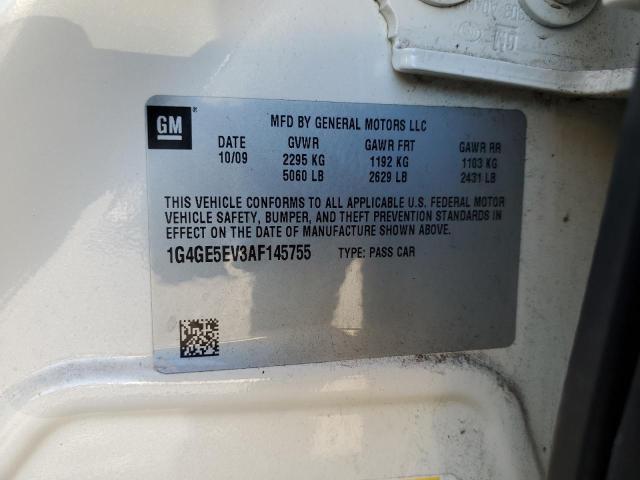 GM
MFD BY GENERAL MOTORS LLC
DATE GVWR GAWR FRT GAWR RR
10/09 2295 KG 1192 KG 1103 KG
5060 LB 2629 LB 2431 LB
THIS VEHICLE CONFORMS TO ALL APPLICABLE U.S. FEDERAL MOTOR
VEHICLE SAFETY, BUMPER, AND THEFT PREVENTION STANDARDS IN
EFFECT ON THE DATE OF MANUFACTURE SHOWN ABOVE.
1G4GE5EV3AF145755 TYPE: PASS CAR